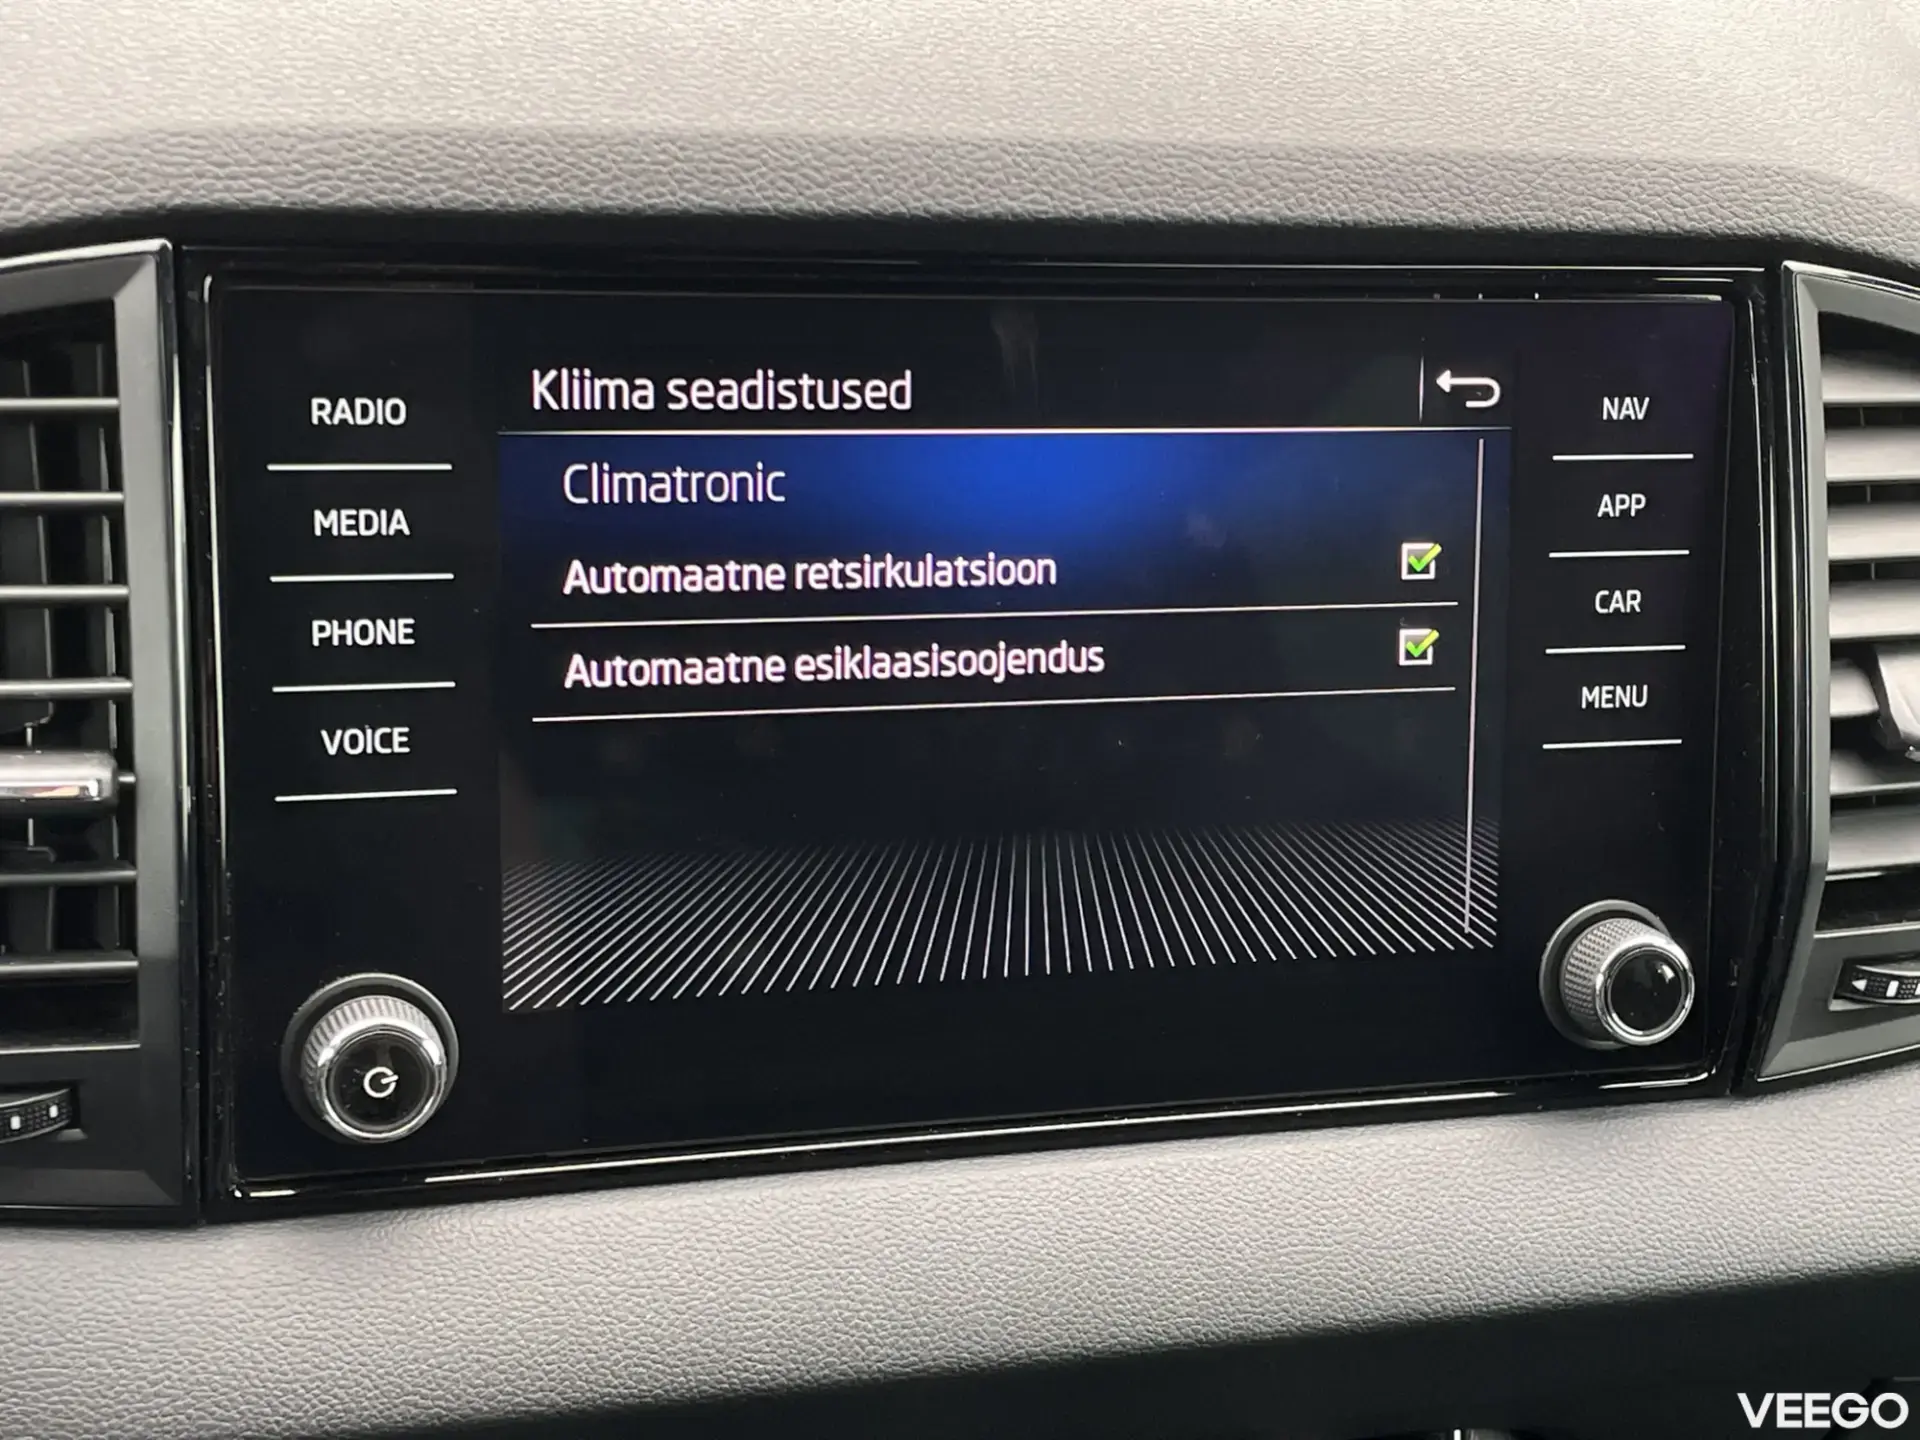 Kliima seadistused
Climatronic
Automaatne retsirkulatsioon
Automaatne esiklaasisoojendus
RADIO
MEDIA
PHONE
VOICE
NAV
APP
CAR
MENU
VEEGO